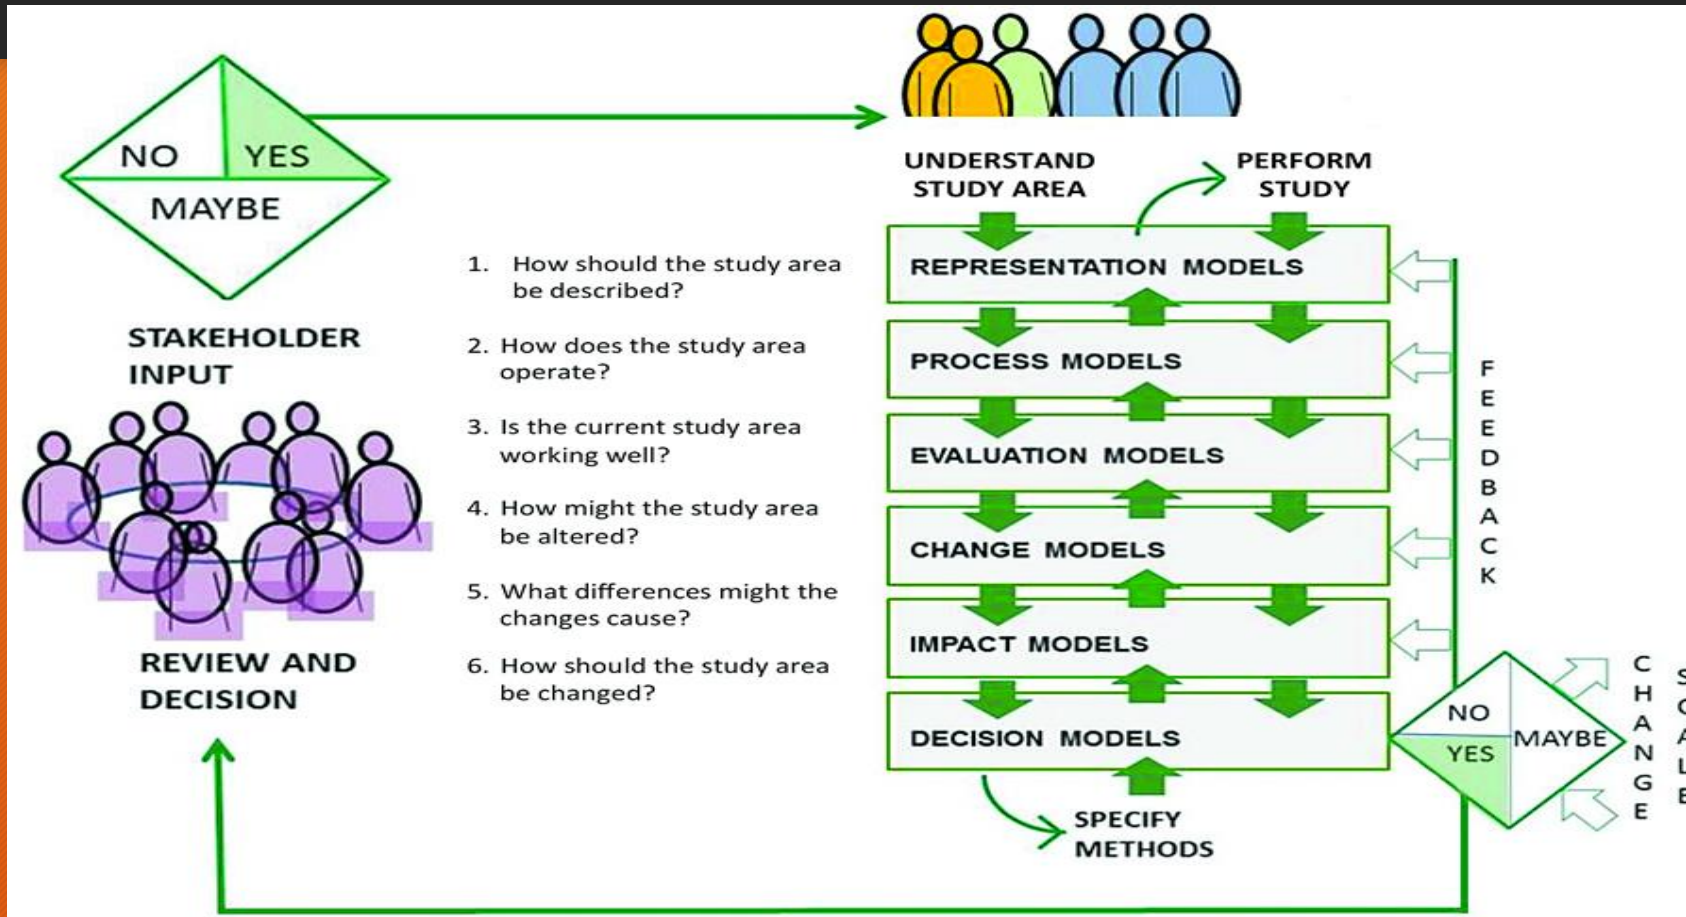 NO YES
MAYBE
STAKEHOLDER
INPUT
REVIEW AND
DECISION
1. How should the study area
be described?
2. How does the study area
operate?
3. Is the current study area
working well?
4. How might the study area
be altered?
5. What differences might the
changes cause?
6. How should the study area
be changed?
UNDERSTAND
STUDY AREA
PERFORM
STUDY
REPRESENTATION MODELS
PROCESS MODELS
EVALUATION MODELS
CHANGE MODELS
IMPACT MODELS
DECISION MODELS
SPECIFY
METHODS
FEEDBACK
NO
YES
MAYBE
CHANGE